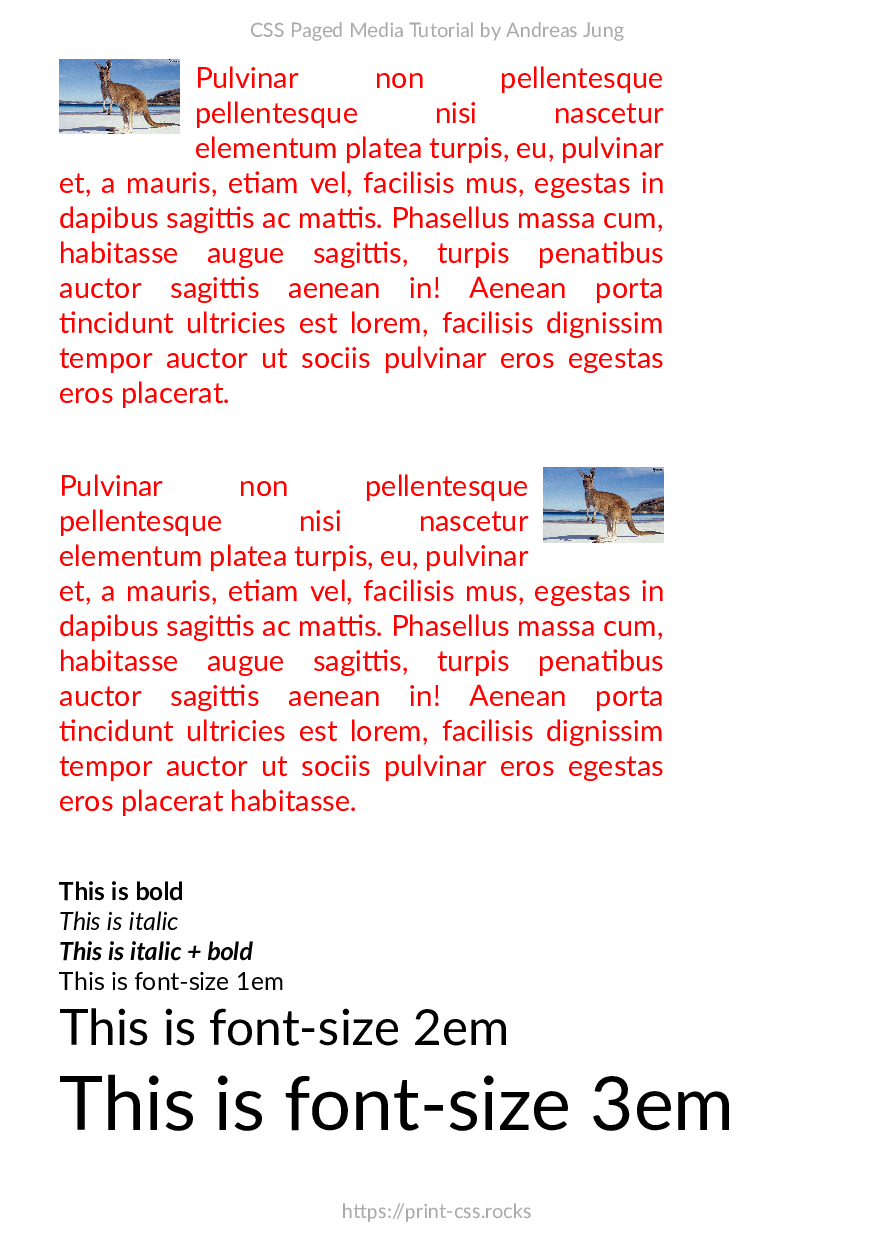 CSS Paged Media Tutorial by Andreas Jung
Pulvinar non pellentesque
pellentesque nisi nascetur
elementum platea turpis, eu, pulvinar
et, a mauris, etiam vel, facilisis mus, egestas in
dapibus sagittis ac mattis. Phasellus massa cum,
habitasse augue sagittis, turpis penatibus
auctor sagittis aenean in! Aenean porta
tincidunt ultricies est lorem, facilisis dignissim
tempor auctor ut sociis pulvinar eros egestas
eros placerat.
Pulvinar non pellentesque
pellentesque nisi nascetur
elementum platea turpis, eu, pulvinar
et, a mauris, etiam vel, facilisis mus, egestas in
dapibus sagittis ac mattis. Phasellus massa cum,
habitasse augue sagittis, turpis penatibus
auctor sagittis aenean in! Aenean porta
tincidunt ultricies est lorem, facilisis dignissim
tempor auctor ut sociis pulvinar eros egestas
eros placerat habitasse.
This is bold
This is italic
This is italic + bold
This is font-size 1em
This is font-size 2em
This is font-size 3em
https://print-css.rocks